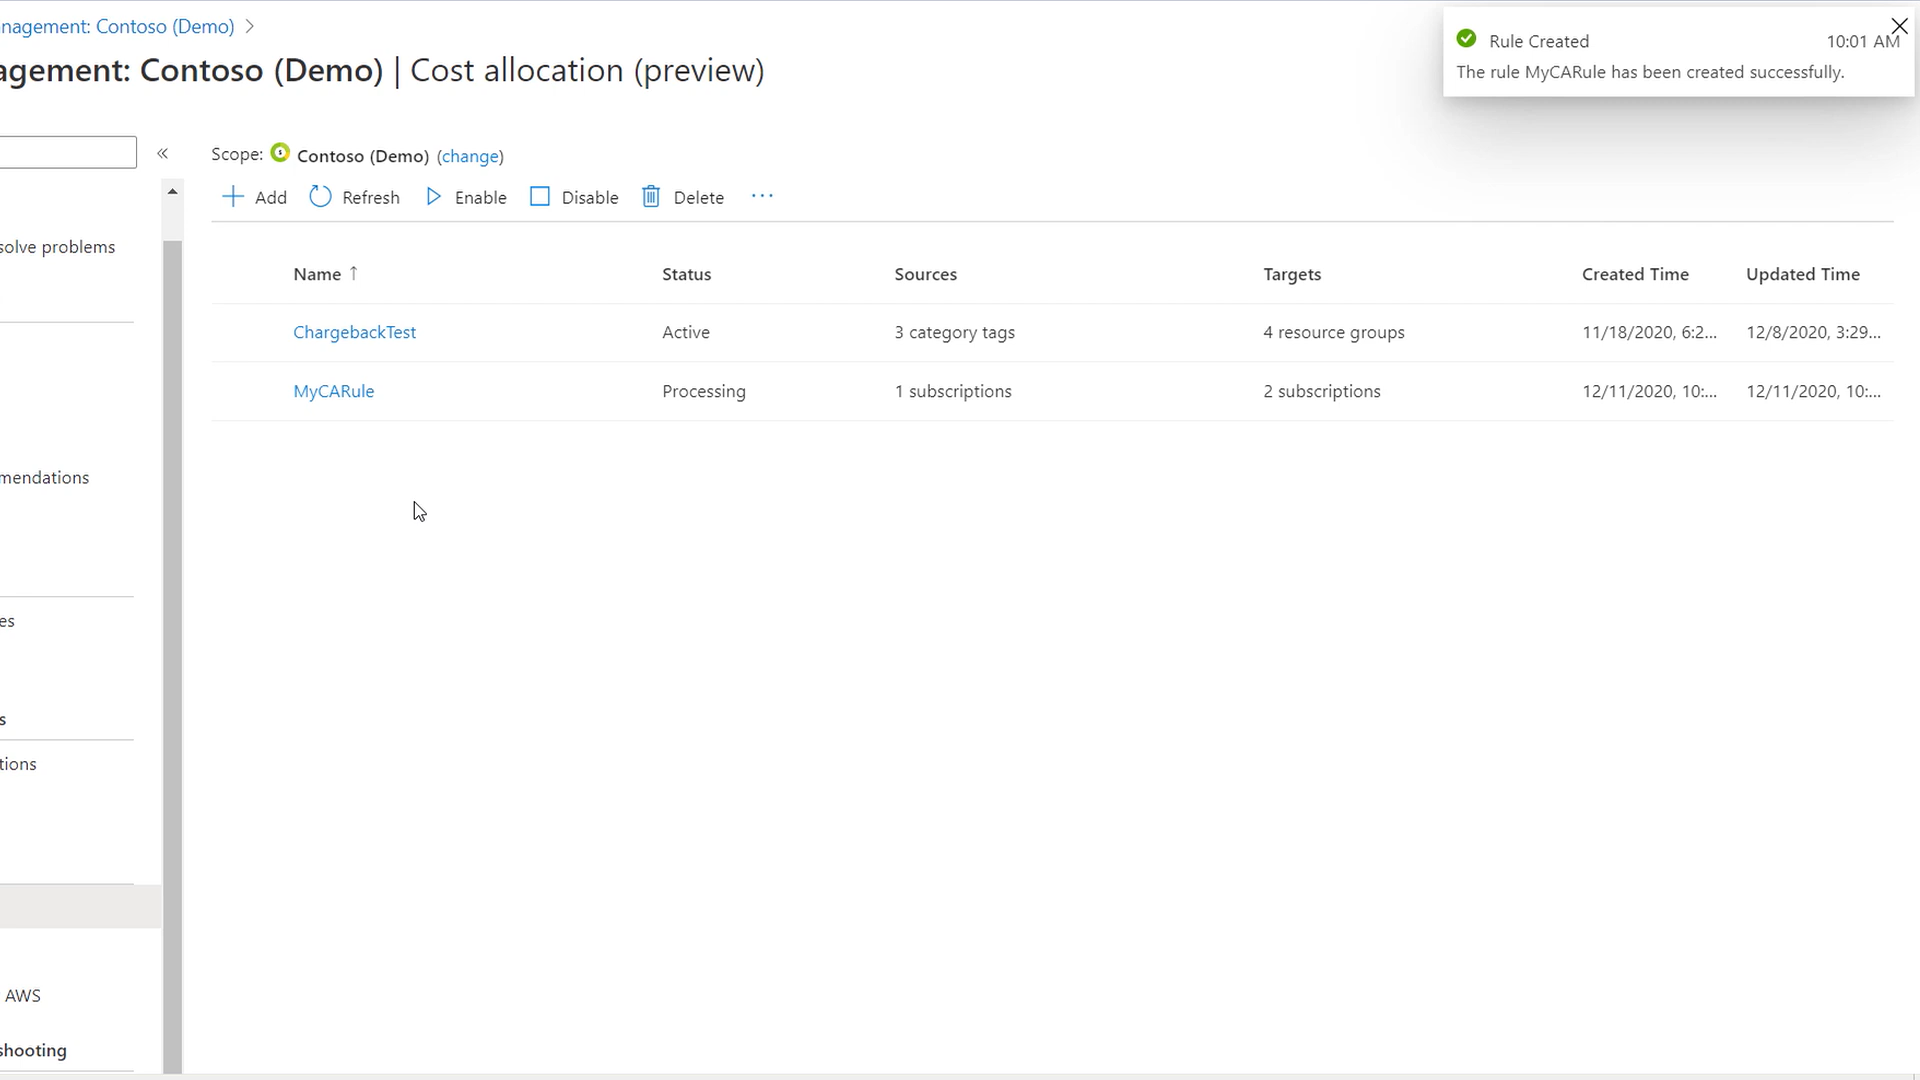 nagement: Contoso (Demo) >
agement: Contoso (Demo) | Cost allocation (preview)
Rule Created 10:01 AM
The rule MyCARule has been created successfully.
Scope: Contoso (Demo) (change)
Add Refresh Enable Disable Delete ...
Name ↑ Status Sources Targets Created Time Updated Time
ChargebackTest Active 3 category tags 4 resource groups 11/18/2020, 6:2... 12/8/2020, 3:29...
MyCARule Processing 1 subscriptions 2 subscriptions 12/11/2020, 10:... 12/11/2020, 10:...
solve problems
mendations
es
s
tions
AWS
shooting